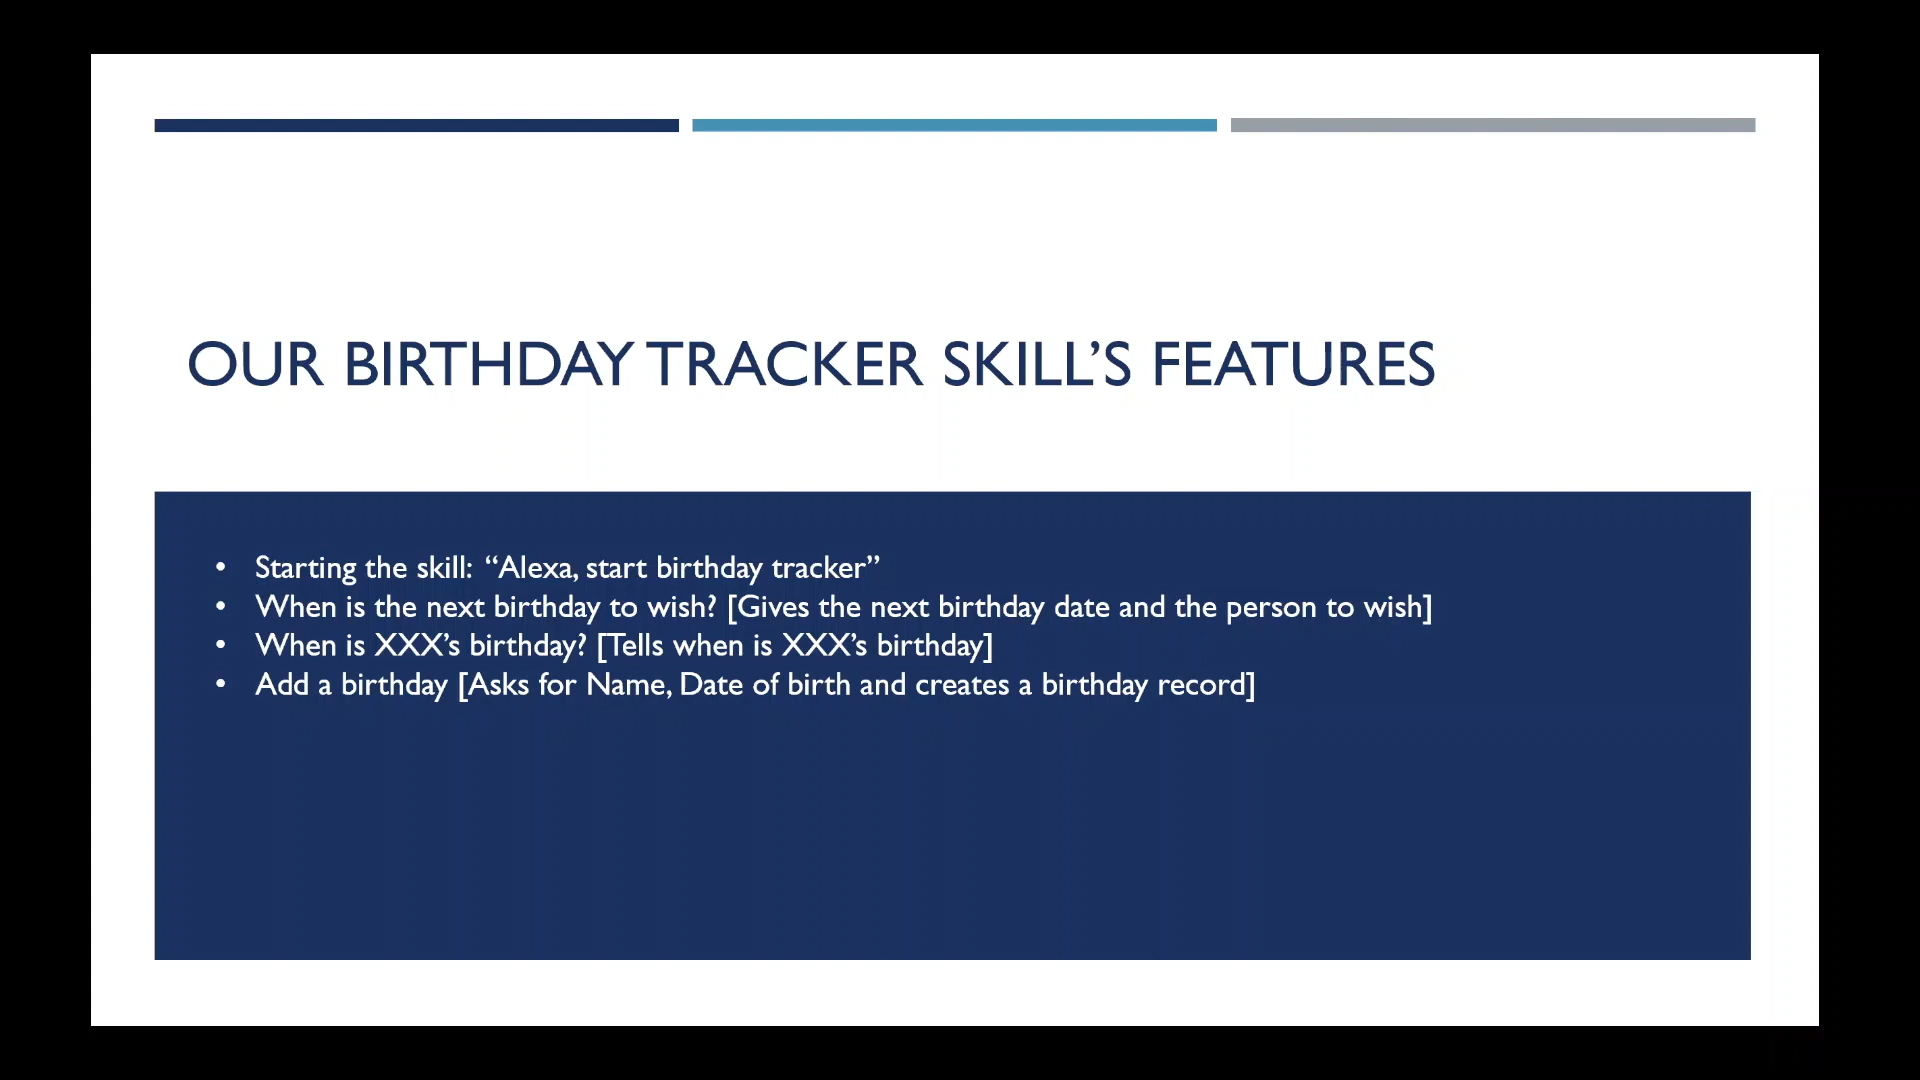 OUR BIRTHDAY TRACKER SKILL’S FEATURES
• Starting the skill: “Alexa, start birthday tracker”
• When is the next birthday to wish? [Gives the next birthday date and the person to wish]
• When is XXX’s birthday? [Tells when is XXX’s birthday]
• Add a birthday [Asks for Name, Date of birth and creates a birthday record]